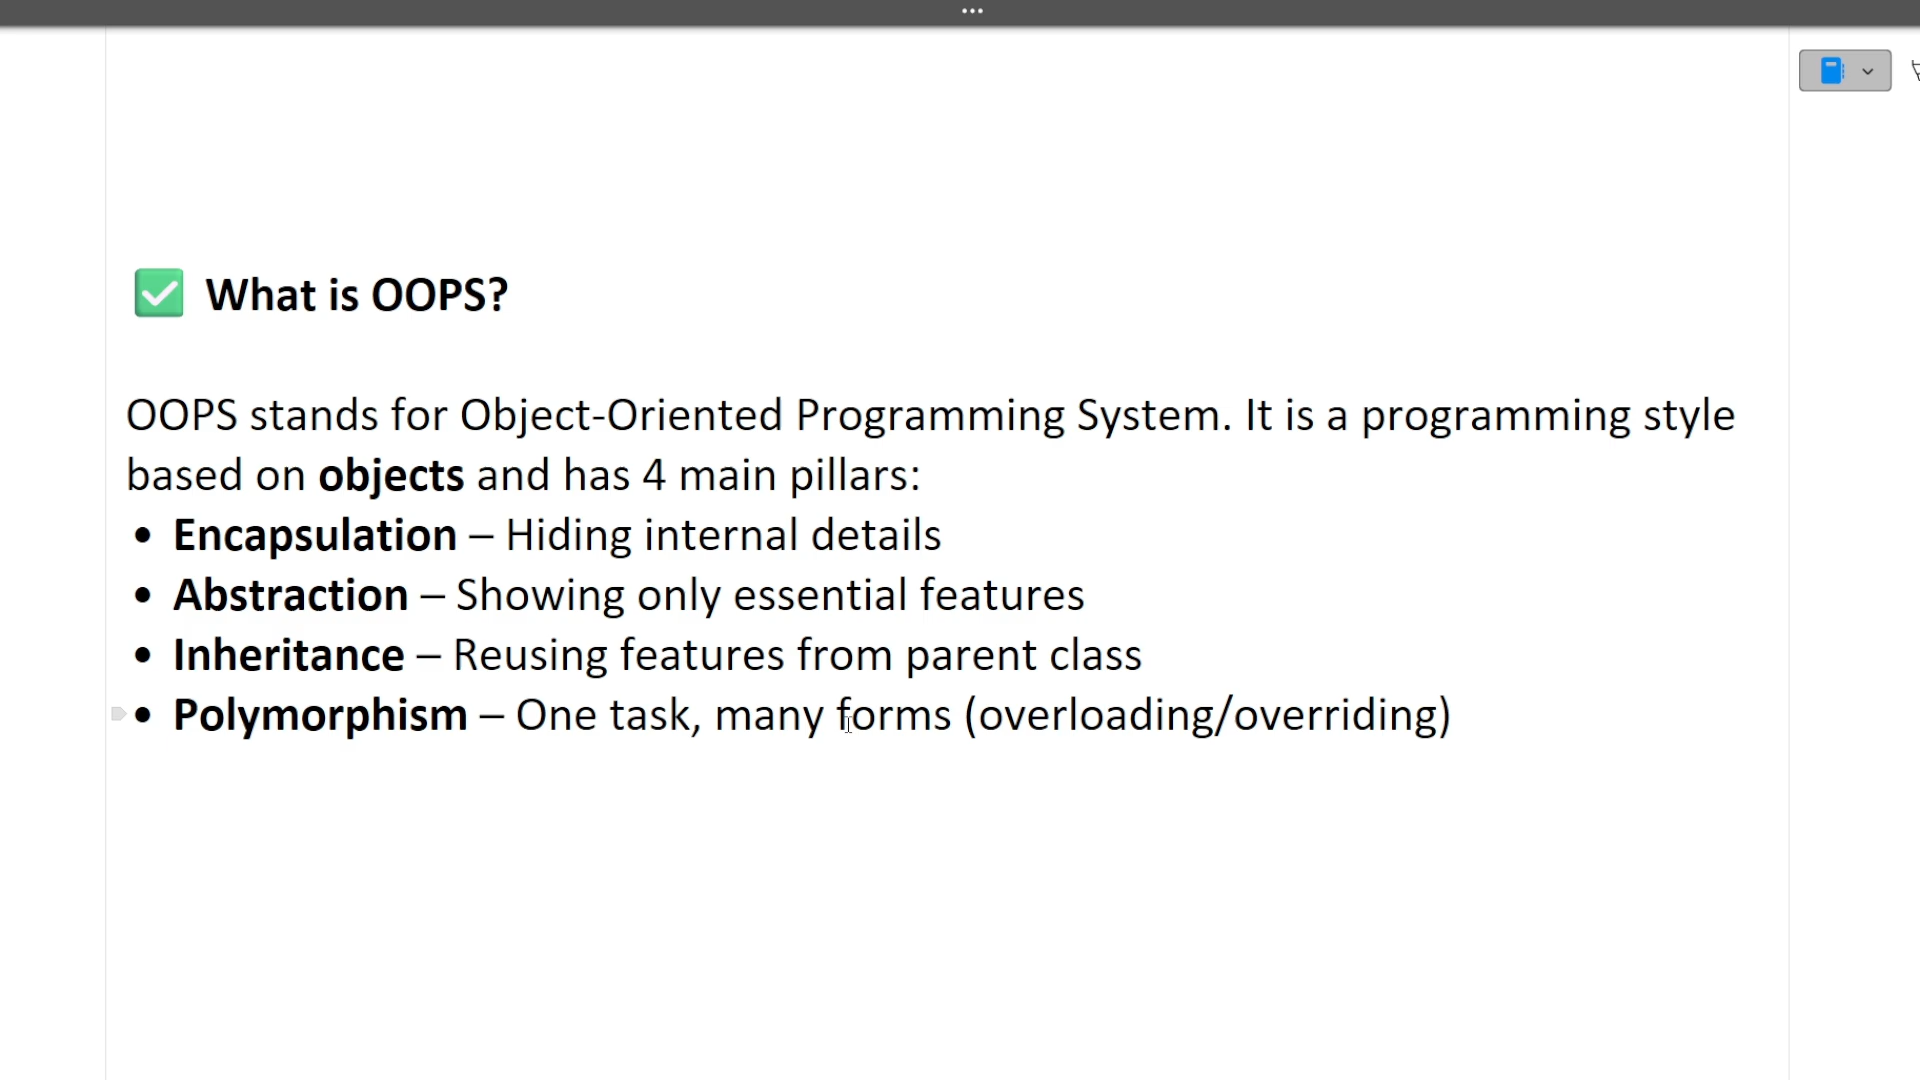 ✅ What is OOPS?
OOPS stands for Object-Oriented Programming System. It is a programming style
based on objects and has 4 main pillars:
• Encapsulation – Hiding internal details
• Abstraction – Showing only essential features
• Inheritance – Reusing features from parent class
• Polymorphism – One task, many forms (overloading/overriding)